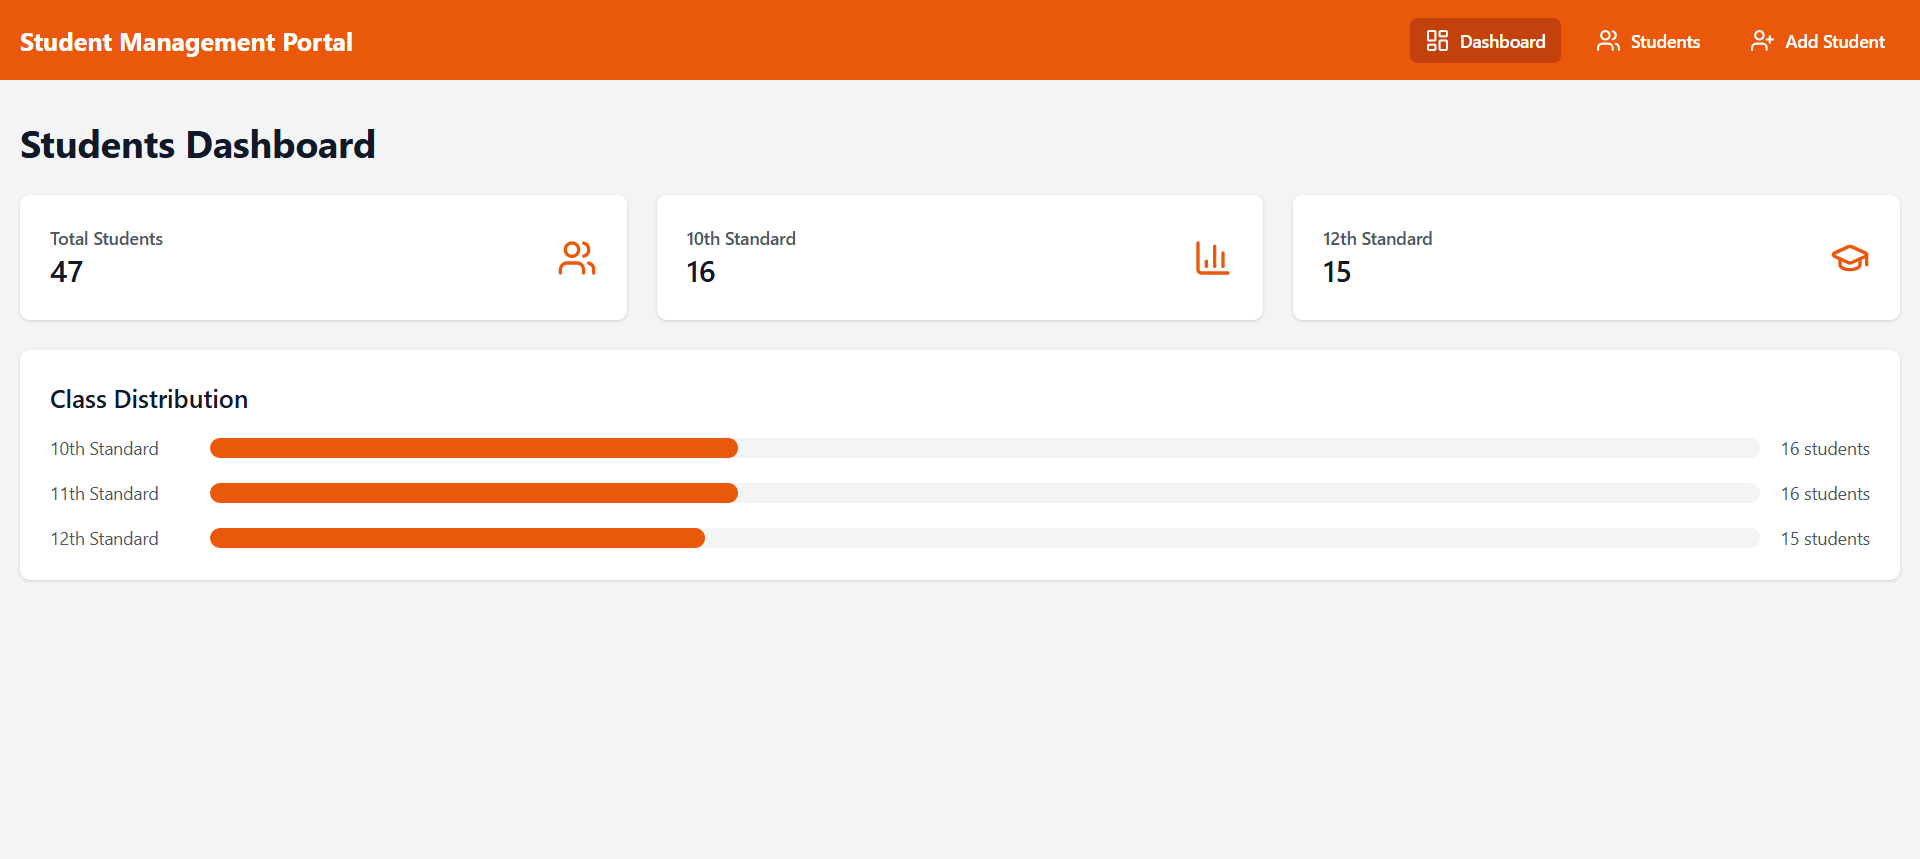 Student Management Portal
Dashboard
Students
Add Student
Students Dashboard
Total Students
47
10th Standard
16
12th Standard
15
Class Distribution
10th Standard
16 students
11th Standard
16 students
12th Standard
15 students